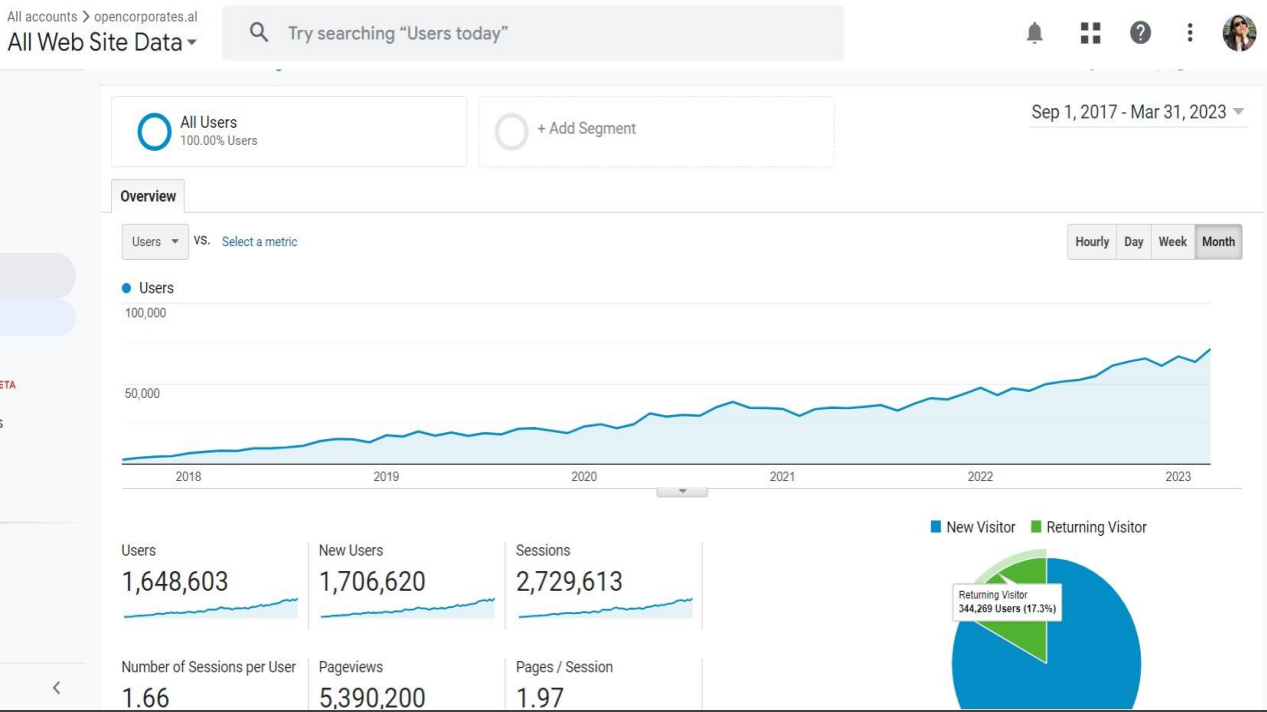 All accounts > opencorporates.al
All Web Site Data
Try searching “Users today”
All Users
100.00% Users
+ Add Segment
Sep 1, 2017 - Mar 31, 2023
Overview
Users VS. Select a metric
Hourly Day Week Month
Users
100,000
50,000
2018 2019 2020 2021 2022 2023
New Visitor Returning Visitor
Users New Users Sessions
1,648,603 1,706,620 2,729,613
Returning Visitor
344,269 Users (17.3%)
Number of Sessions per User Pageviews Pages / Session
1.66 5,390,200 1.97
ETA
S